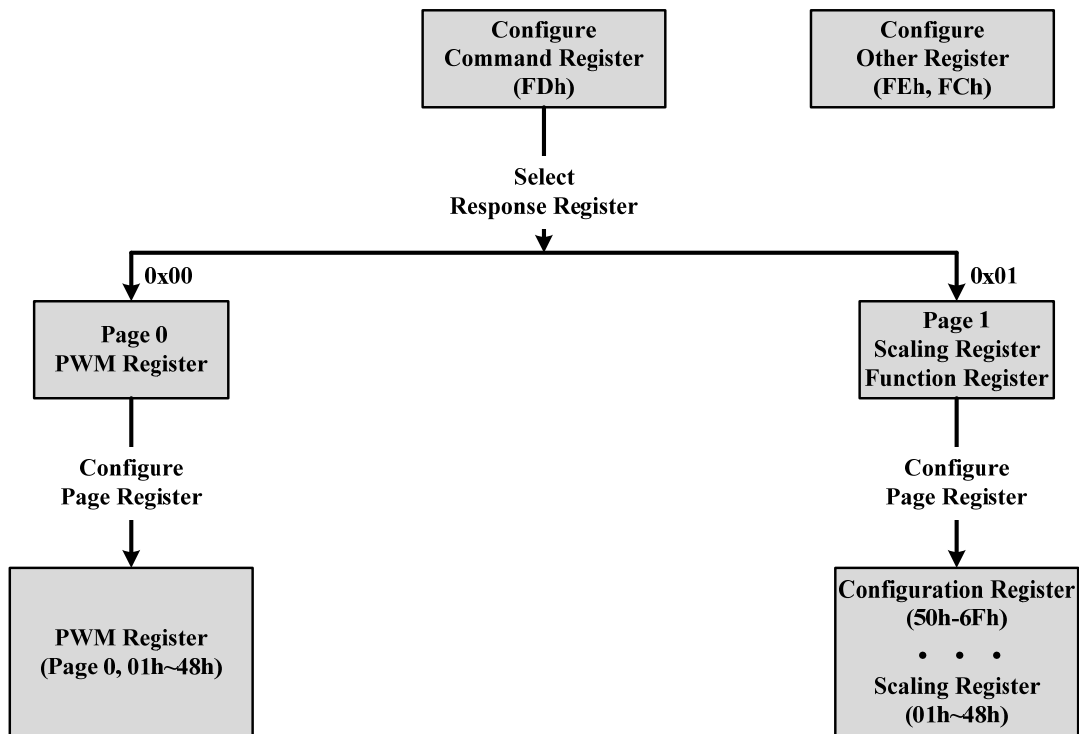 Configure
Command Register
(FDh)
Configure
Other Register
(FEh, FCh)
Select
Response Register
0x00
0x01
Page 0
PWM Register
Page 1
Scaling Register
Function Register
Configure
Page Register
Configure
Page Register
PWM Register
(Page 0, 01h~48h)
Configuration Register
(50h-6Fh)
• • •
Scaling Register
(01h~48h)